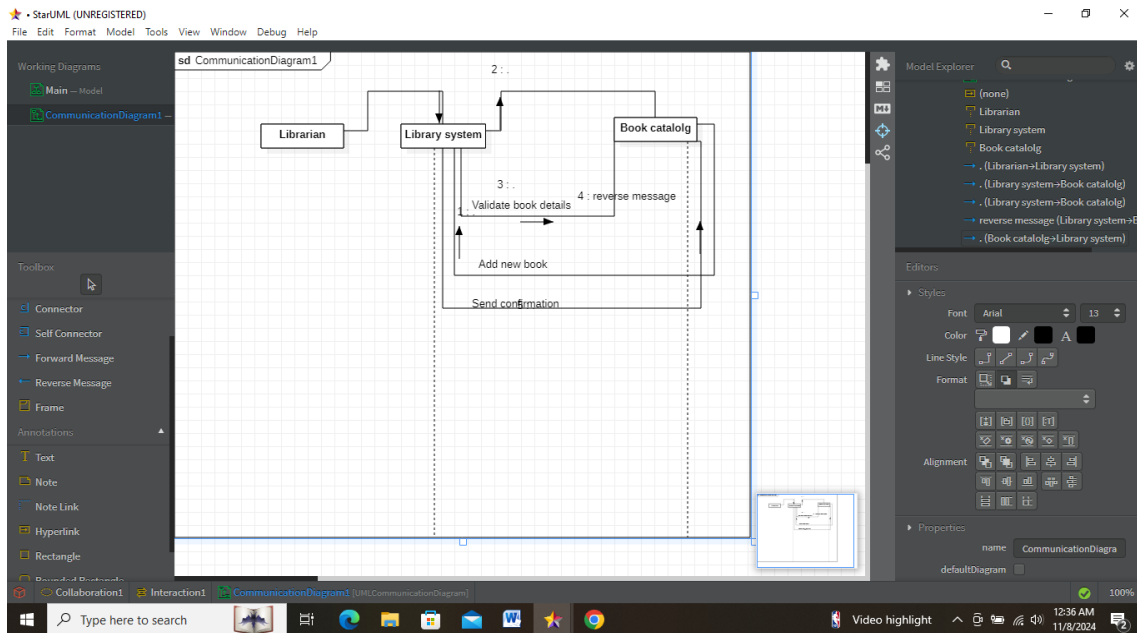 • StarUML (UNREGISTERED)
File Edit Format Model Tools View Window Debug Help
Working Diagrams
Main — Model
CommunicationDiagram1 —
Toolbox
Connector
Self Connector
Forward Message
Reverse Message
Frame
Annotations
Text
Note
Note Link
Hyperlink
Rectangle
Rounded Rectangle
sd CommunicationDiagram1
2 : .
Librarian
Library system
Book catalolg
3 : .
4 : reverse message
Validate book details
1 : .
Add new book
Send confirmation
5
Model Explorer
(none)
Librarian
Library system
Book catalolg
. (Librarian→Library system)
. (Library system→Book catalolg)
. (Library system→Book catalolg)
reverse message (Library system→B
. (Book catalolg→Library system)
Editors
Styles
Font Arial 13
Color A
Line Style
Format
Alignment
Properties
name CommunicationDiagra
defaultDiagram
Collaboration1 Interaction1 CommunicationDiagram1 [UMLCommunicationDiagram] 100%
Type here to search
Video highlight
12:36 AM
11/8/2024